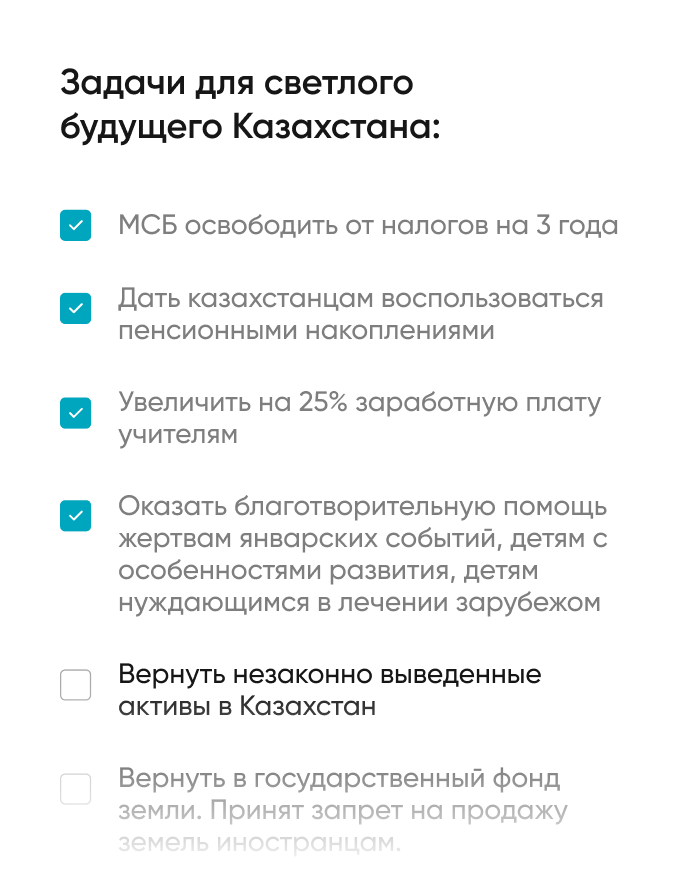 Задачи для светлого
будущего Казахстана:
МСБ освободить от налогов на 3 года
Дать казахстанцам воспользоваться
пенсионными накоплениями
Увеличить на 25% заработную плату
учителям
Оказать благотворительную помощь
жертвам январских событий, детям с
особенностями развития, детям
нуждающимся в лечении зарубежом
Вернуть незаконно выведенные
активы в Казахстан
Вернуть в государственный фонд
земли. Принят запрет на продажу
земель иностранцам.